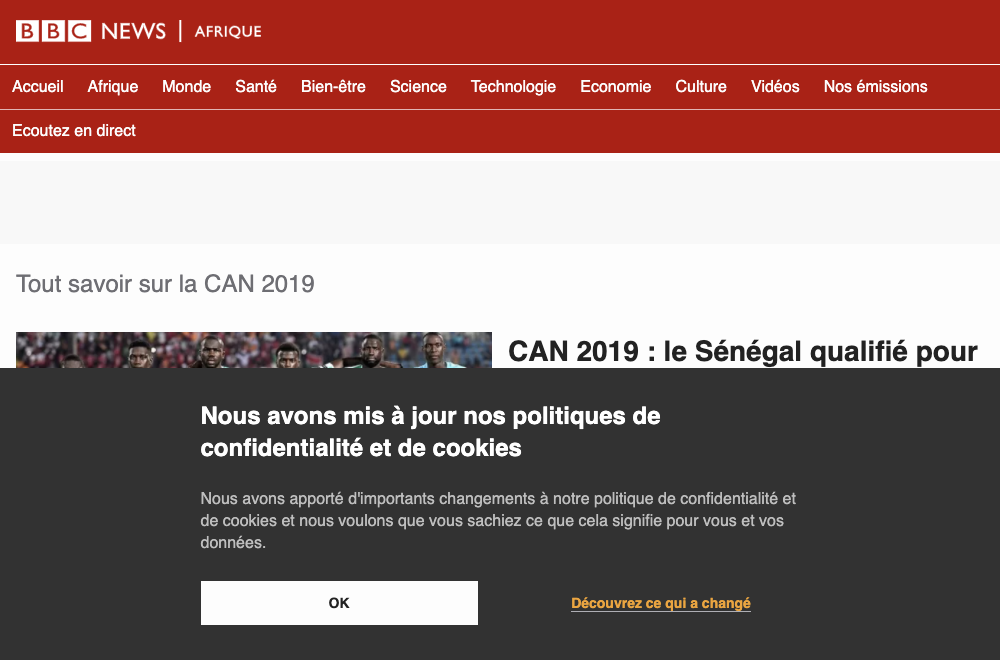 BBC NEWS | AFRIQUE
Accueil Afrique Monde Santé Bien-être Science Technologie Economie Culture Vidéos Nos émissions
Ecoutez en direct
Tout savoir sur la CAN 2019
CAN 2019 : le Sénégal qualifié pour
Nous avons mis à jour nos politiques de
confidentialité et de cookies
Nous avons apporté d'importants changements à notre politique de confidentialité et
de cookies et nous voulons que vous sachiez ce que cela signifie pour vous et vos
données.
OK
Découvrez ce qui a changé